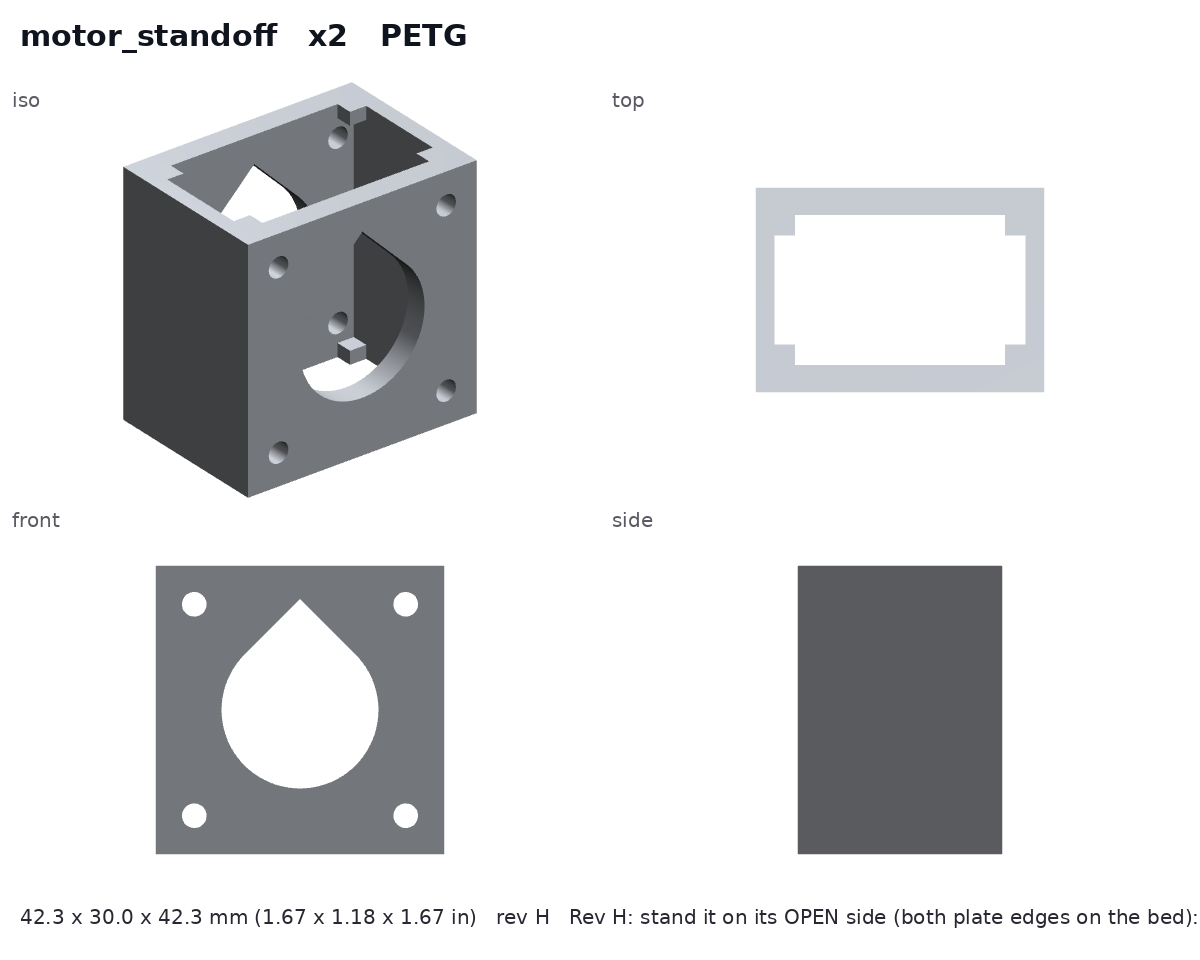 motor_standoff x2 PETG
iso
top
front
side
42.3 x 30.0 x 42.3 mm (1.67 x 1.18 x 1.67 in) rev H Rev H: stand it on its OPEN side (both plate edges on the bed):